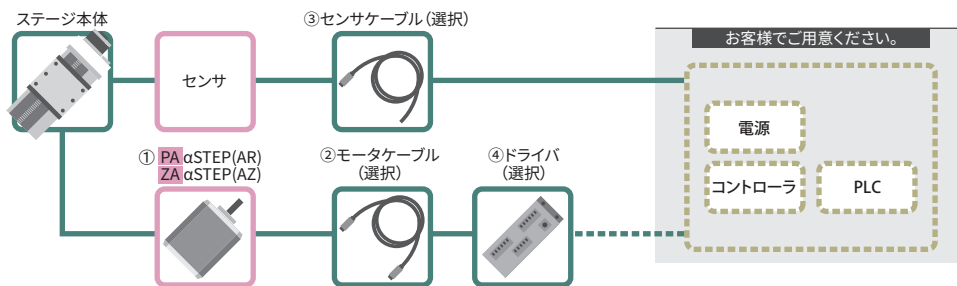 ステージ本体
③センサケーブル(選択)
お客様でご用意ください。
センサ
電源
① PA αSTEP(AR)
ZA αSTEP(AZ)
②モータケーブル
(選択)
④ドライバ
(選択)
コントローラ
PLC